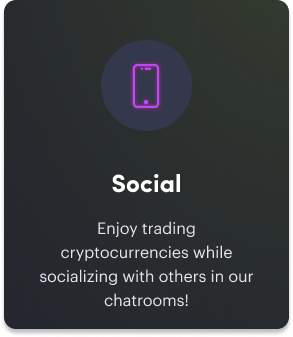 Social
Enjoy trading
cryptocurrencies while
socializing with others in our
chatrooms!